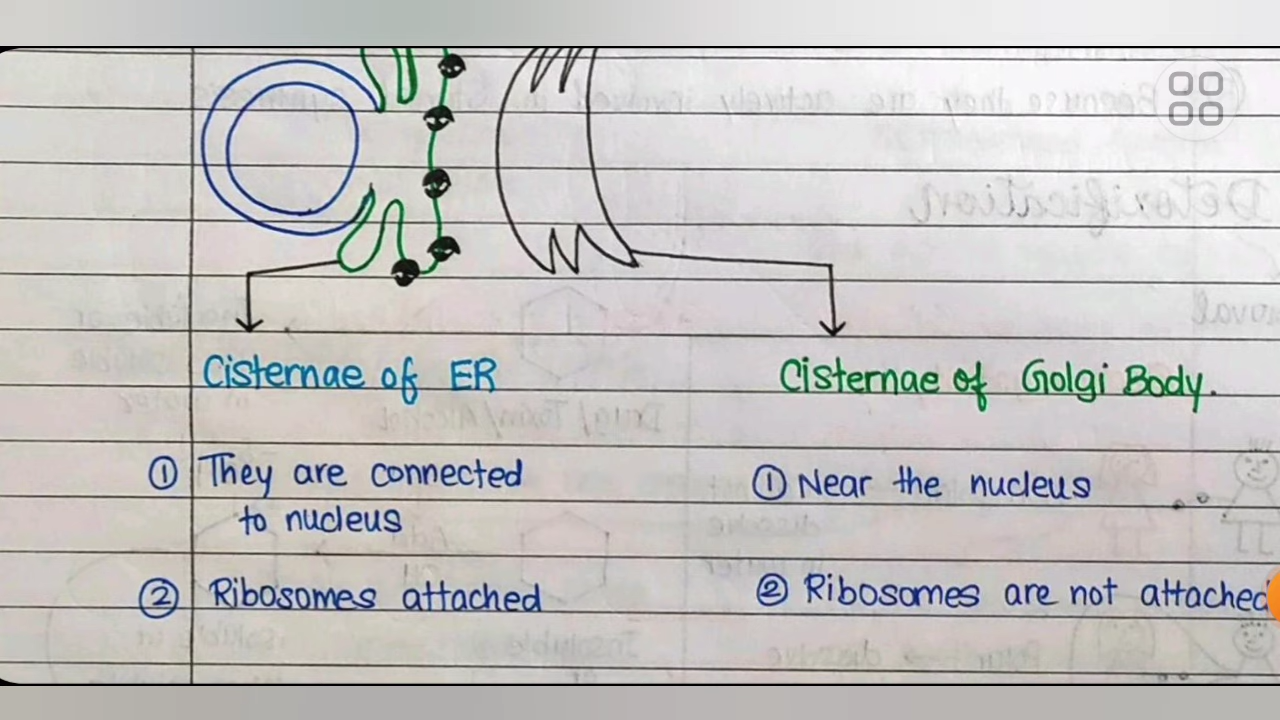 Cisternae of ER
Cisternae of Golgi Body.
① They are connected
to nucleus
① Near the nucleus
② Ribosomes attached
② Ribosomes are not attached